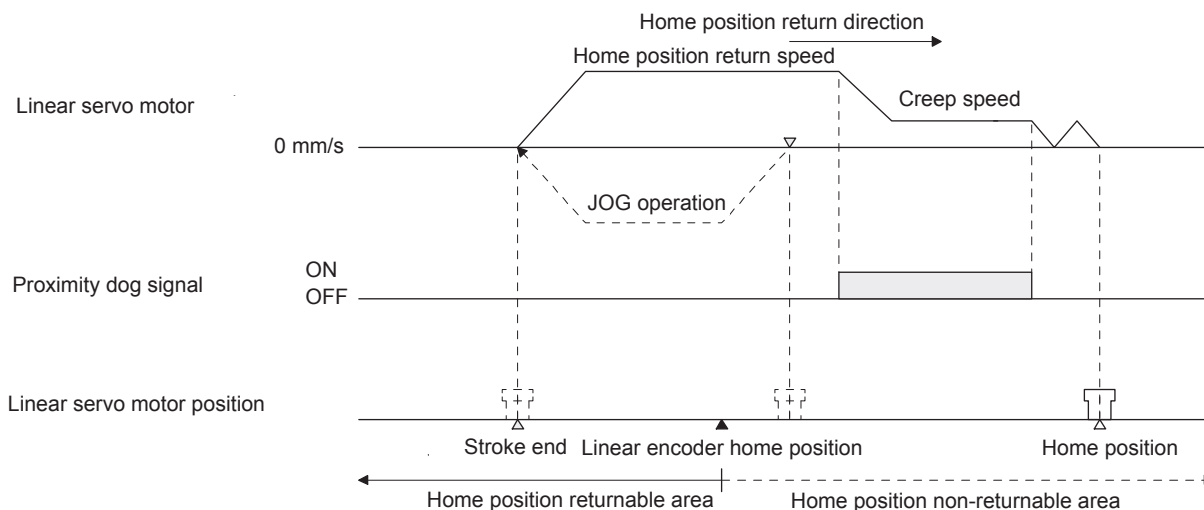 Home position return direction
Home position return speed
Linear servo motor
Creep speed
0 mm/s
JOG operation
Proximity dog signal
ON
OFF
Linear servo motor position
Stroke end
Linear encoder home position
Home position
Home position returnable area
Home position non-returnable area